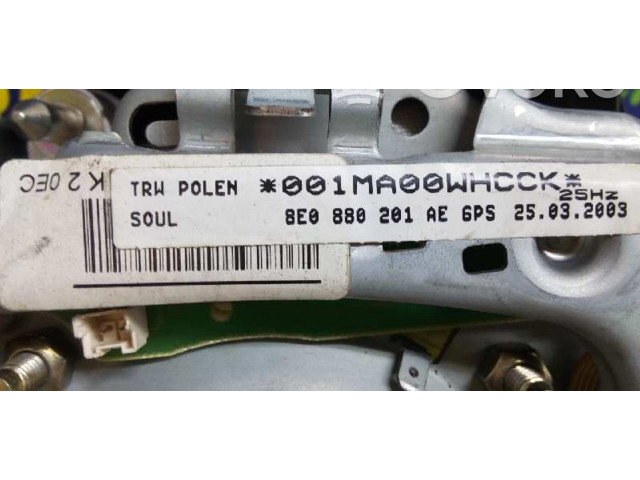 TRW POLEN *001MA00WHCCK*
25Hz
SOUL 8E0 880 201 AE 6PS 25.03.2003
K 2 0EC